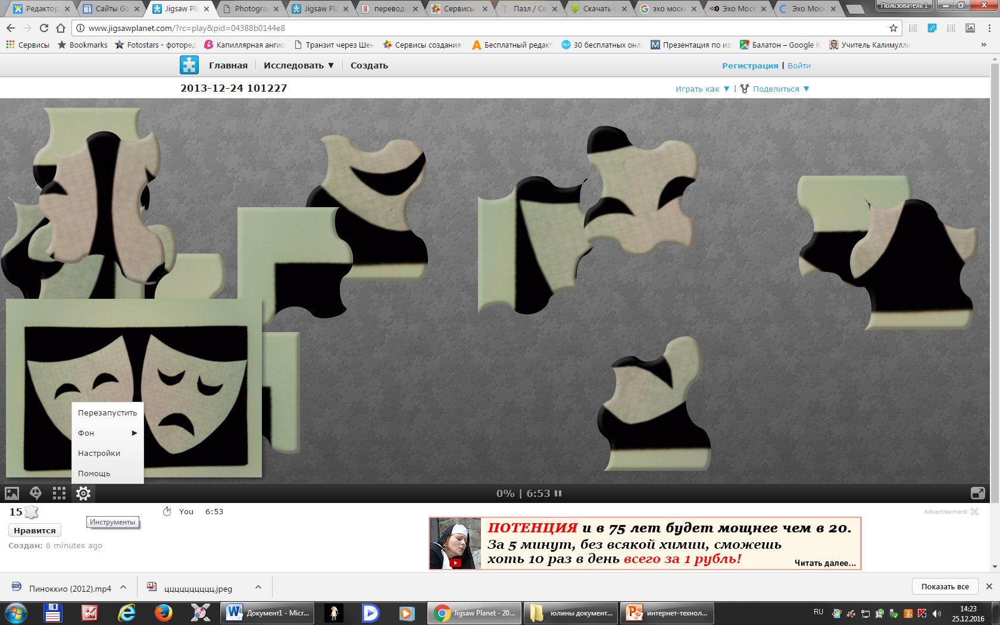 Редактор
Сайты Go
Jigsaw Pla
Photogra
Jigsaw Pla
переводч
Сервисы
Пазл / Св
Скачать с
эхо москв
Эхо Моск
Эхо Моск
Пользователь 1
www.jigsawplanet.com/?rc=play&pid=04388b0144e8
Сервисы
Bookmarks
Fotostars - фоторед
Капиллярная ангио
Транзит через Шен
Сервисы создания
Бесплатный редакт
30 бесплатных онла
Презентация по из
Балатон – Google К
Учитель Калимулли
»
Главная
Исследовать ▼
Создать
Регистрация | Войти
2013-12-24 101227
Играть как ▼ | Поделиться ▼
Перезапустить
Фон ▶
Настройки
Помощь
0% | 6:53
15
You 6:53
Инструменты
Нравится
Создан: 6 minutes ago
Advertisement
ПОТЕНЦИЯ и в 75 лет будет мощнее чем в 20.
За 5 минут, без всякой химии, сможешь
хоть 10 раз в день всего за 1 рубль!
Читать далее...
Пиноккио (2012).mp4
цццццццццц.jpeg
Показать все
Документ1 - Micr...
Jigsaw Planet - 20...
юлины документ...
интернет-технол...
RU
14:23
25.12.2016